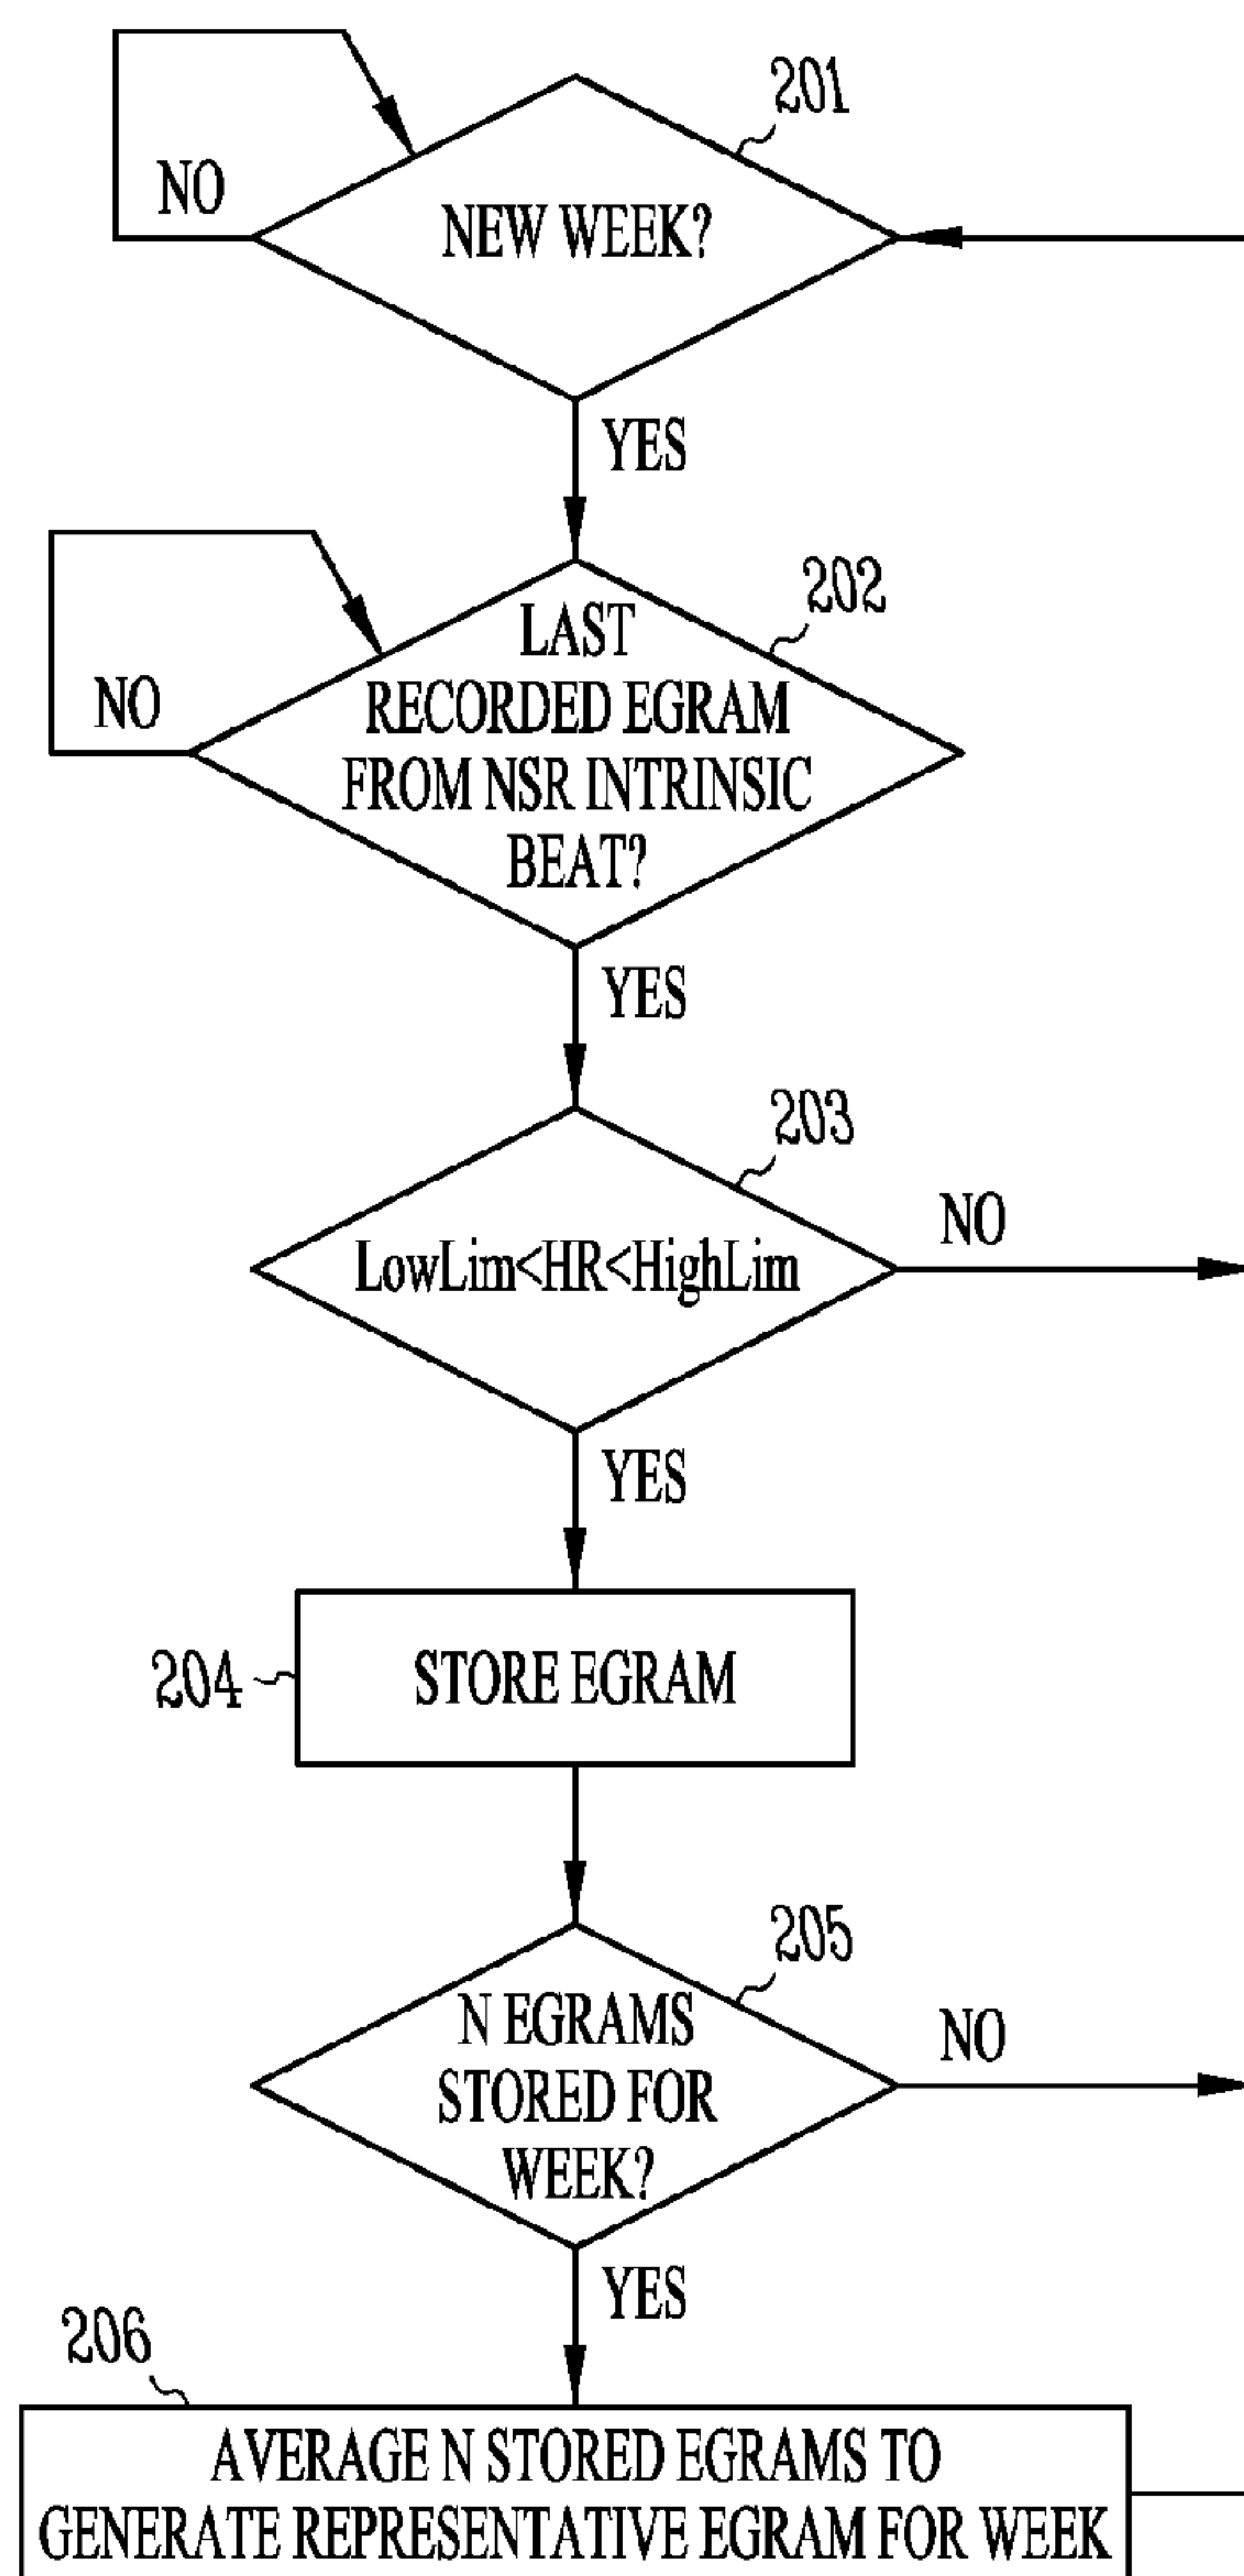 201
NO
NEW WEEK?
YES
202
LAST
RECORDED EGRAM
FROM NSR INTRINSIC
BEAT?
NO
YES
203
NO
LowLim<HR<HighLim
YES
204
STORE EGRAM
205
N EGRAMS
STORED FOR
WEEK?
NO
YES
206
AVERAGE N STORED EGRAMS TO
GENERATE REPRESENTATIVE EGRAM FOR WEEK